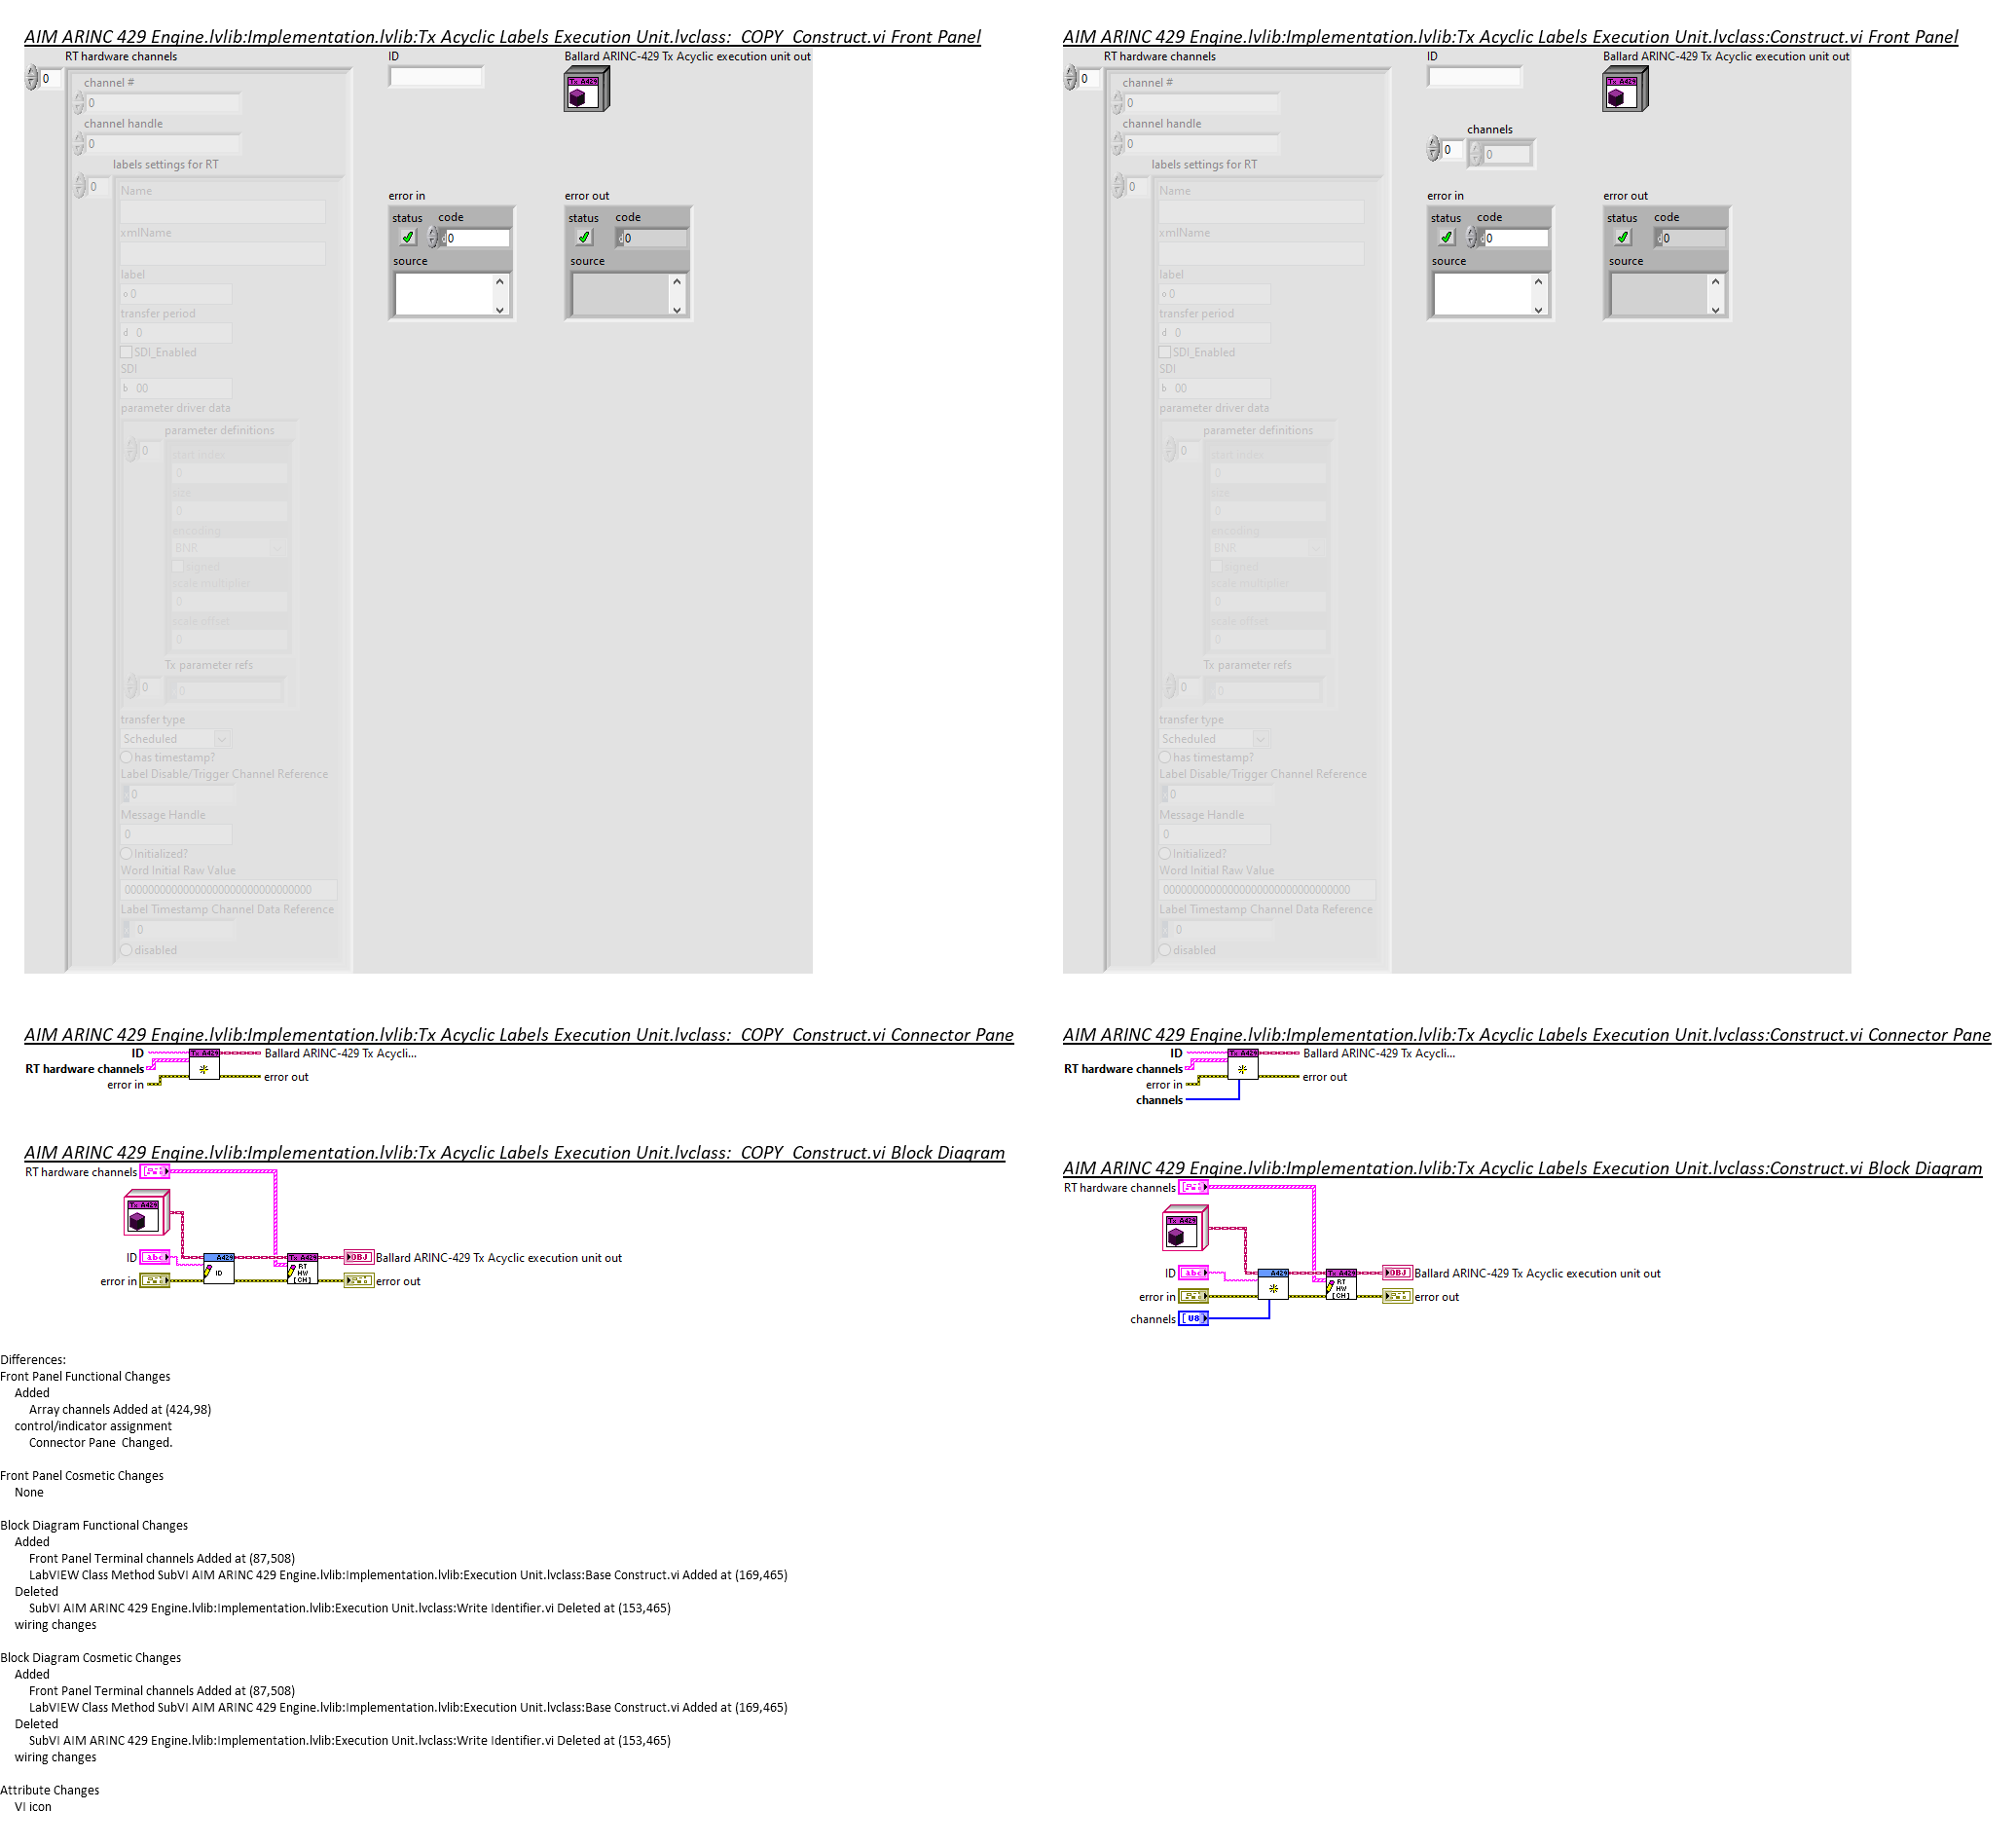 AIM ARINC 429 Engine.lvlib:Implementation.lvlib:Tx Acyclic Labels Execution Unit.lvclass:_COPY_Construct.vi Front Panel
RT hardware channels
ID
Ballard ARINC-429 Tx Acyclic execution unit out
0
Tx A429
channel #
0
channel handle
0
labels settings for RT
0
Name
xmlName
label
o 0
transfer period
d 0
SDI_Enabled
SDI
b 00
parameter driver data
parameter definitions
0
start index
0
size
0
encoding
BNR
signed
scale multiplier
0
scale offset
0
Tx parameter refs
0
0
transfer type
Scheduled
has timestamp?
Label Disable/Trigger Channel Reference
0
Message Handle
0
Initialized?
Word Initial Raw Value
00000000000000000000000000000000
Label Timestamp Channel Data Reference
0
disabled
error in
status code
d0
source
error out
status code
d0
source
AIM ARINC 429 Engine.lvlib:Implementation.lvlib:Tx Acyclic Labels Execution Unit.lvclass:Construct.vi Front Panel
RT hardware channels
ID
Ballard ARINC-429 Tx Acyclic execution unit out
0
Tx A429
channel #
0
channel handle
0
channels
0
0
labels settings for RT
0
Name
xmlName
label
o 0
transfer period
d 0
SDI_Enabled
SDI
b 00
parameter driver data
parameter definitions
0
start index
0
size
0
encoding
BNR
signed
scale multiplier
0
scale offset
0
Tx parameter refs
0
0
transfer type
Scheduled
has timestamp?
Label Disable/Trigger Channel Reference
0
Message Handle
0
Initialized?
Word Initial Raw Value
00000000000000000000000000000000
Label Timestamp Channel Data Reference
0
disabled
error in
status code
d0
source
error out
status code
d0
source
AIM ARINC 429 Engine.lvlib:Implementation.lvlib:Tx Acyclic Labels Execution Unit.lvclass:_COPY_Construct.vi Connector Pane
ID
Tx A429
Ballard ARINC-429 Tx Acycli...
RT hardware channels
error in
error out
AIM ARINC 429 Engine.lvlib:Implementation.lvlib:Tx Acyclic Labels Execution Unit.lvclass:Construct.vi Connector Pane
ID
Tx A429
Ballard ARINC-429 Tx Acycli...
RT hardware channels
error in
error out
channels
AIM ARINC 429 Engine.lvlib:Implementation.lvlib:Tx Acyclic Labels Execution Unit.lvclass:_COPY_Construct.vi Block Diagram
RT hardware channels
Tx A429
ID
abc
A429
ID
Tx A429
RT
HW
[CH]
OBJ
Ballard ARINC-429 Tx Acyclic execution unit out
error in
error out
AIM ARINC 429 Engine.lvlib:Implementation.lvlib:Tx Acyclic Labels Execution Unit.lvclass:Construct.vi Block Diagram
RT hardware channels
Tx A429
ID
abc
A429
Tx A429
RT
HW
[CH]
OBJ
Ballard ARINC-429 Tx Acyclic execution unit out
error in
error out
channels
[U8]
Differences:
Front Panel Functional Changes
Added
Array channels Added at (424,98)
control/indicator assignment
Connector Pane  Changed.
Front Panel Cosmetic Changes
None
Block Diagram Functional Changes
Added
Front Panel Terminal channels Added at (87,508)
LabVIEW Class Method SubVI AIM ARINC 429 Engine.lvlib:Implementation.lvlib:Execution Unit.lvclass:Base Construct.vi Added at (169,465)
Deleted
SubVI AIM ARINC 429 Engine.lvlib:Implementation.lvlib:Execution Unit.lvclass:Write Identifier.vi Deleted at (153,465)
wiring changes
Block Diagram Cosmetic Changes
Added
Front Panel Terminal channels Added at (87,508)
LabVIEW Class Method SubVI AIM ARINC 429 Engine.lvlib:Implementation.lvlib:Execution Unit.lvclass:Base Construct.vi Added at (169,465)
Deleted
SubVI AIM ARINC 429 Engine.lvlib:Implementation.lvlib:Execution Unit.lvclass:Write Identifier.vi Deleted at (153,465)
wiring changes
Attribute Changes
VI icon